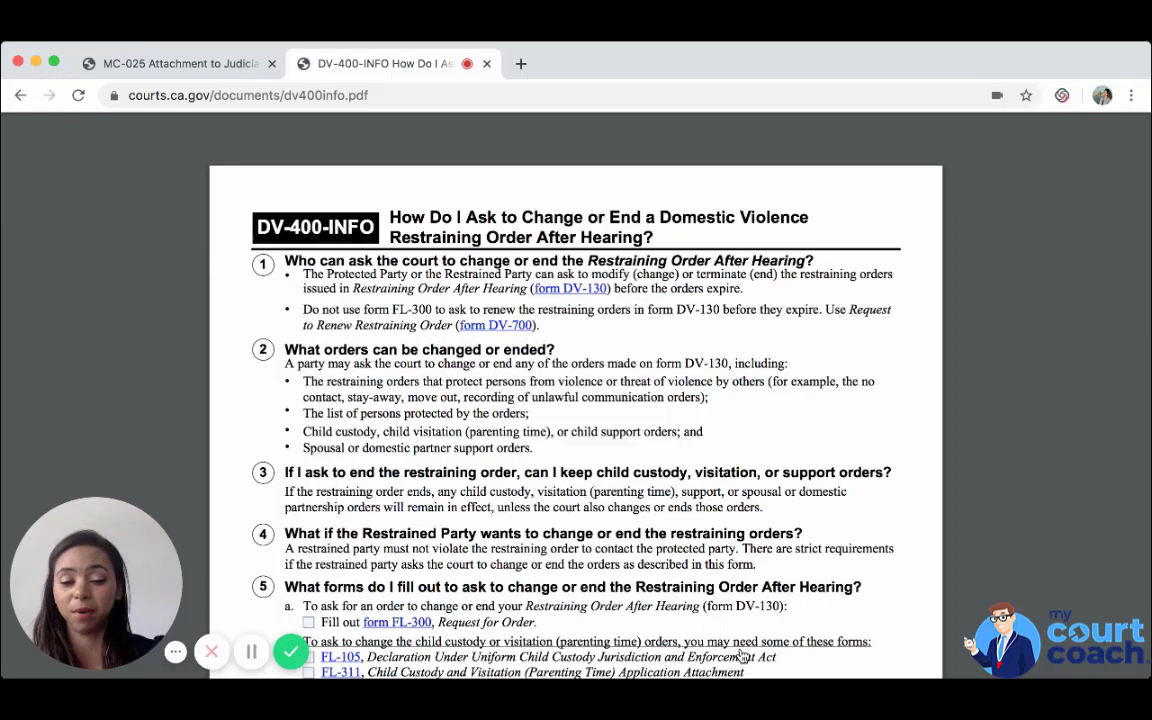 MC-025 Attachment to Judicia
DV-400-INFO How Do I As
courts.ca.gov/documents/dv400info.pdf
DV-400-INFO
How Do I Ask to Change or End a Domestic Violence
Restraining Order After Hearing?
1 Who can ask the court to change or end the Restraining Order After Hearing?
• The Protected Party or the Restrained Party can ask to modify (change) or terminate (end) the restraining orders
issued in Restraining Order After Hearing (form DV-130) before the orders expire.
• Do not use form FL-300 to ask to renew the restraining orders in form DV-130 before they expire. Use Request
to Renew Restraining Order (form DV-700).
2 What orders can be changed or ended?
A party may ask the court to change or end any of the orders made on form DV-130, including:
• The restraining orders that protect persons from violence or threat of violence by others (for example, the no
contact, stay-away, move out, recording of unlawful communication orders);
• The list of persons protected by the orders;
• Child custody, child visitation (parenting time), or child support orders; and
• Spousal or domestic partner support orders.
3 If I ask to end the restraining order, can I keep child custody, visitation, or support orders?
If the restraining order ends, any child custody, visitation (parenting time), support, or spousal or domestic
partnership orders will remain in effect, unless the court also changes or ends those orders.
4 What if the Restrained Party wants to change or end the restraining orders?
A restrained party must not violate the restraining order to contact the protected party. There are strict requirements
if the restrained party asks the court to change or end the orders as described in this form.
5 What forms do I fill out to ask to change or end the Restraining Order After Hearing?
a. To ask for an order to change or end your Restraining Order After Hearing (form DV-130):
Fill out form FL-300, Request for Order.
To ask to change the child custody or visitation (parenting time) orders, you may need some of these forms:
FL-105, Declaration Under Uniform Child Custody Jurisdiction and Enforcement Act
FL-311, Child Custody and Visitation (Parenting Time) Application Attachment
my
court
coach.